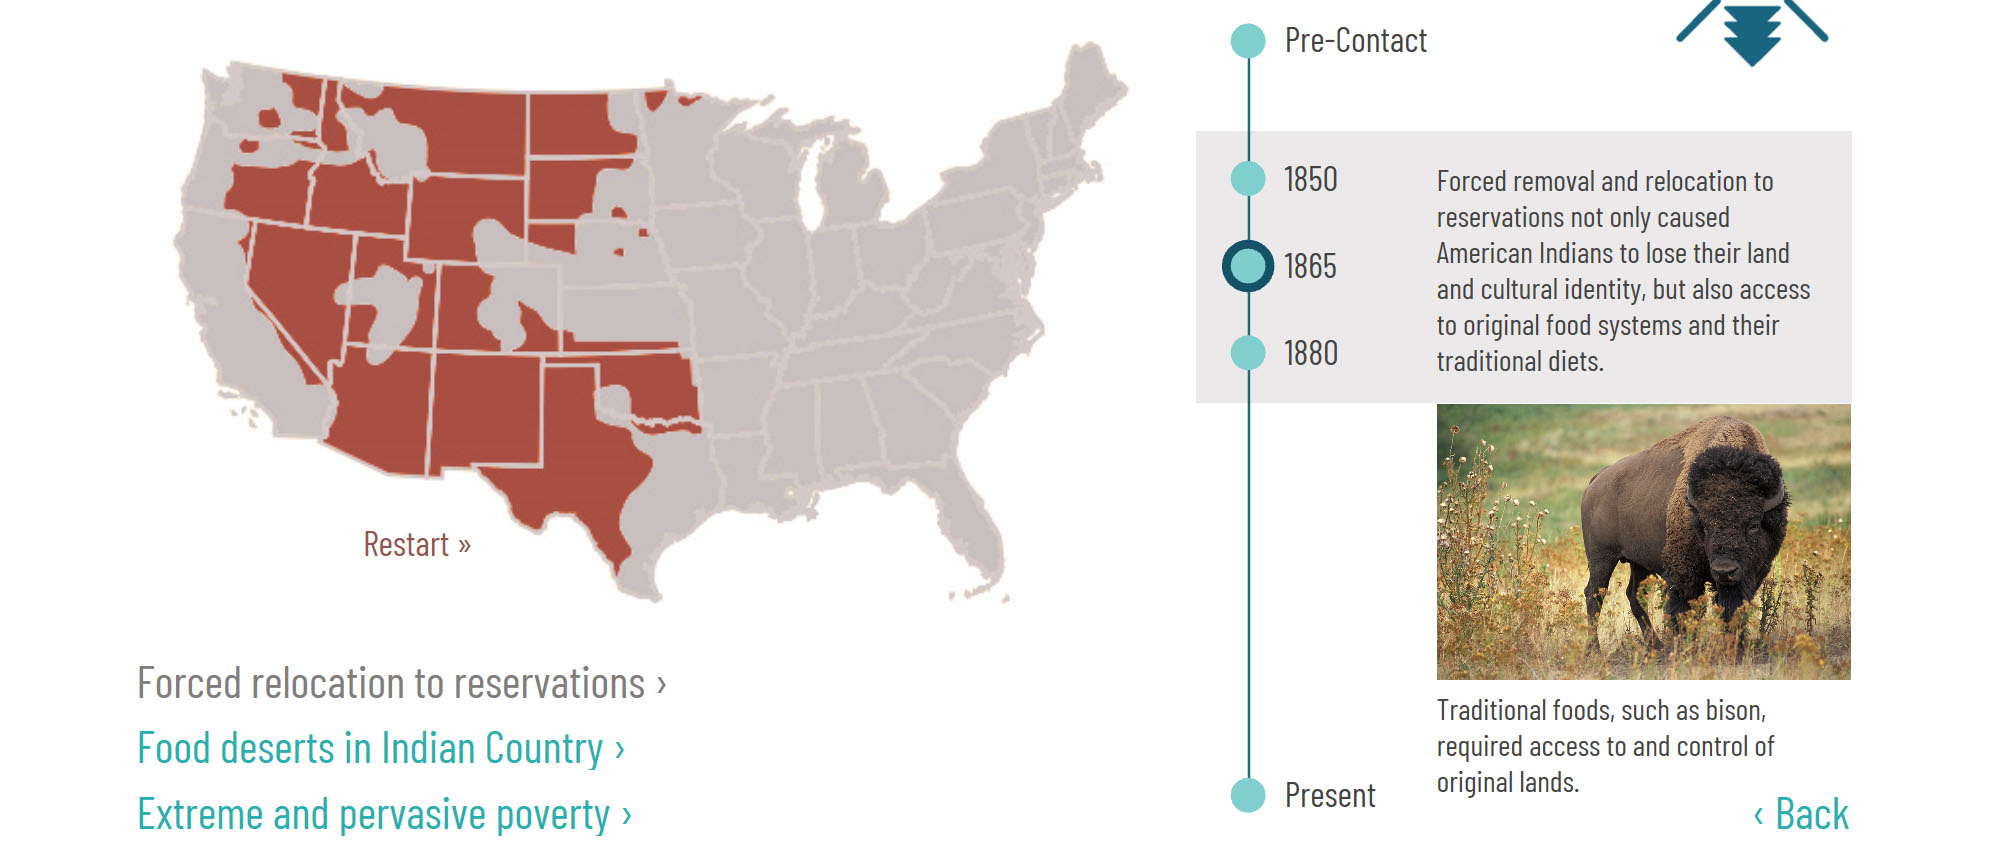 Pre-Contact
1850
1865
1880
Forced removal and relocation to
reservations not only caused
American Indians to lose their land
and cultural identity, but also access
to original food systems and their
traditional diets.
Restart »
Forced relocation to reservations ›
Food deserts in Indian Country ›
Extreme and pervasive poverty ›
Traditional foods, such as bison,
required access to and control of
original lands.
Present
‹ Back